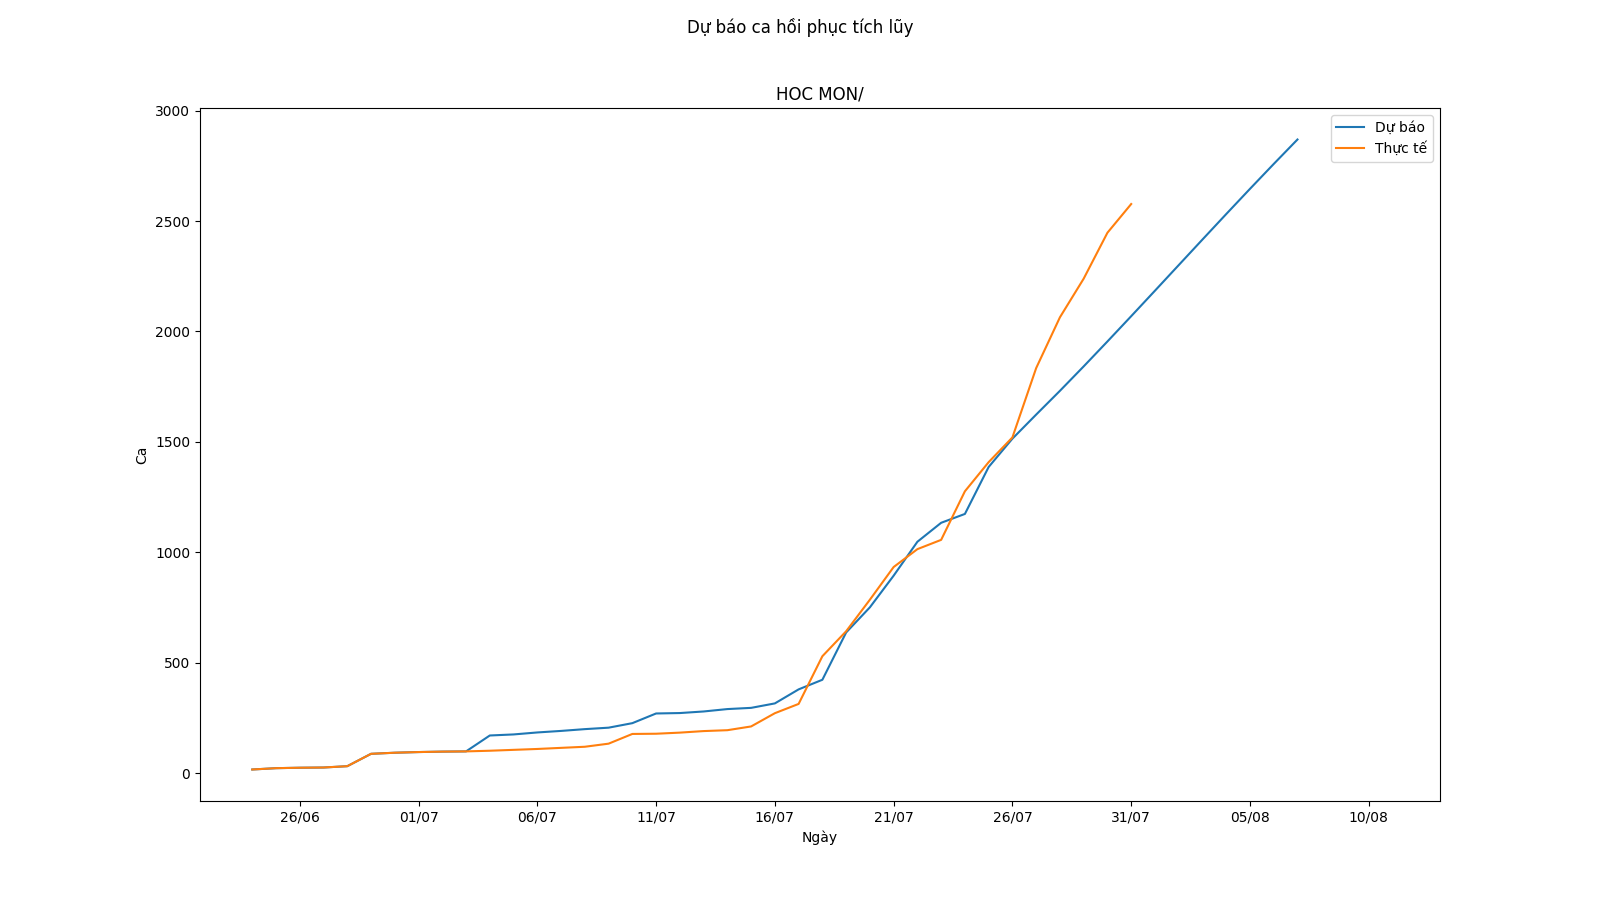 Dự báo ca hồi phục tích lũy
HOC MON/
3000
2500
2000
1500
1000
500
0
Ca
Dự báo
Thực tế
26/06 01/07 06/07 11/07 16/07 21/07 26/07 31/07 05/08 10/08
Ngày